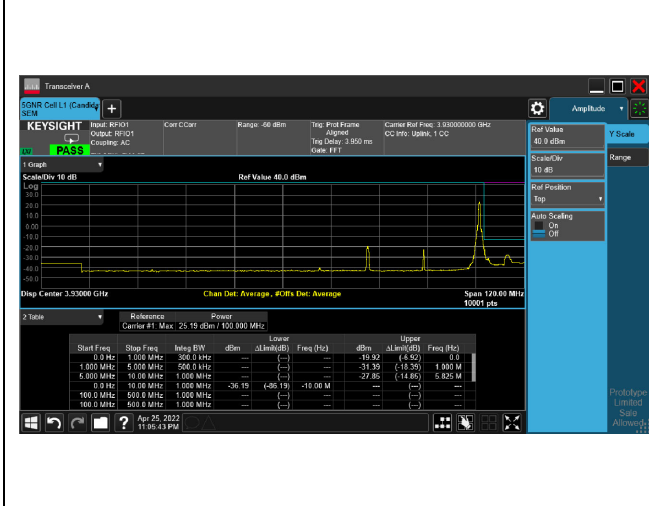 Transceiver A
5GNR Cell L1 (Candida
SEM
+
Amplitude
KEYSIGHT Input: RFIO1 Corr CCorr Range: -60 dBm Trig: Prot Frame Carrier Ref Freq: 3.930000000 GHz
Output: RFIO1 Aligned CC Info: Uplink, 1 CC
Coupling: AC Trig Delay: 3.950 ms
PASS Gate: FFT
Ref Value
40.0 dBm
Y Scale
Scale/Div
10 dB
Range
Ref Position
Top
Auto Scaling
On
Off
1 Graph
Scale/Div 10 dB Ref Value 40.0 dBm
Log
30.0
20.0
10.0
0.00
-10.0
-20.0
-30.0
-40.0
-50.0
Disp Center 3.93000 GHz Chan Det: Average, #Offs Det: Average Span 120.00 MHz
10001 pts
2 Table
Reference Power
Carrier #1: Max 25.19 dBm / 100.000 MHz
Lower Upper
Start Freq Stop Freq Integ BW dBm ΔLimit(dB) Freq (Hz) dBm ΔLimit(dB) Freq (Hz)
0.0 Hz 1.000 MHz 300.0 kHz --- (---) --- -19.92 (-6.92) 0.0
1.000 MHz 5.000 MHz 500.0 kHz --- (---) --- -31.39 (-18.39) 1.000 M
5.000 MHz 10.00 MHz 1.000 MHz --- (---) --- -27.85 (-14.85) 5.825 M
0.0 Hz 10.00 MHz 1.000 MHz -36.19 (-86.19) -10.00 M --- (---) ---
100.0 MHz 500.0 MHz 1.000 MHz --- (---) --- --- (---) ---
100.0 MHz 500.0 MHz 1.000 MHz --- (---) --- --- (---) ---
Prototype
Limited
Sale
Allowed
Apr 25, 2022
11:05:43 PM